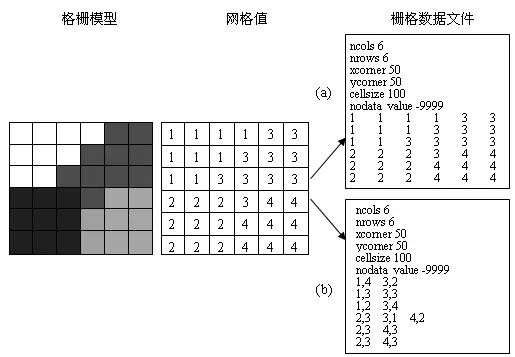 格栅模型 网格值 栅格数据文件
(a)
ncols 6
nrows 6
xcorner 50
ycorner 50
cellsize 100
nodata value -9999
1 1 1 1 3 3
1 1 1 3 3 3
1 1 3 3 3 3
2 2 2 3 4 4
2 2 2 4 4 4
2 2 2 4 4 4
1 1 1 1 3 3
1 1 1 3 3 3
1 1 3 3 3 3
2 2 2 3 4 4
2 2 2 4 4 4
2 2 2 4 4 4
(b)
ncols 6
nrows 6
xcorner 50
ycorner 50
cellsize 100
nodata value -9999
1,4 3,2
1,3 3,3
1,2 3,4
2,3 3,1 4,2
2,3 4,3
2,3 4,3